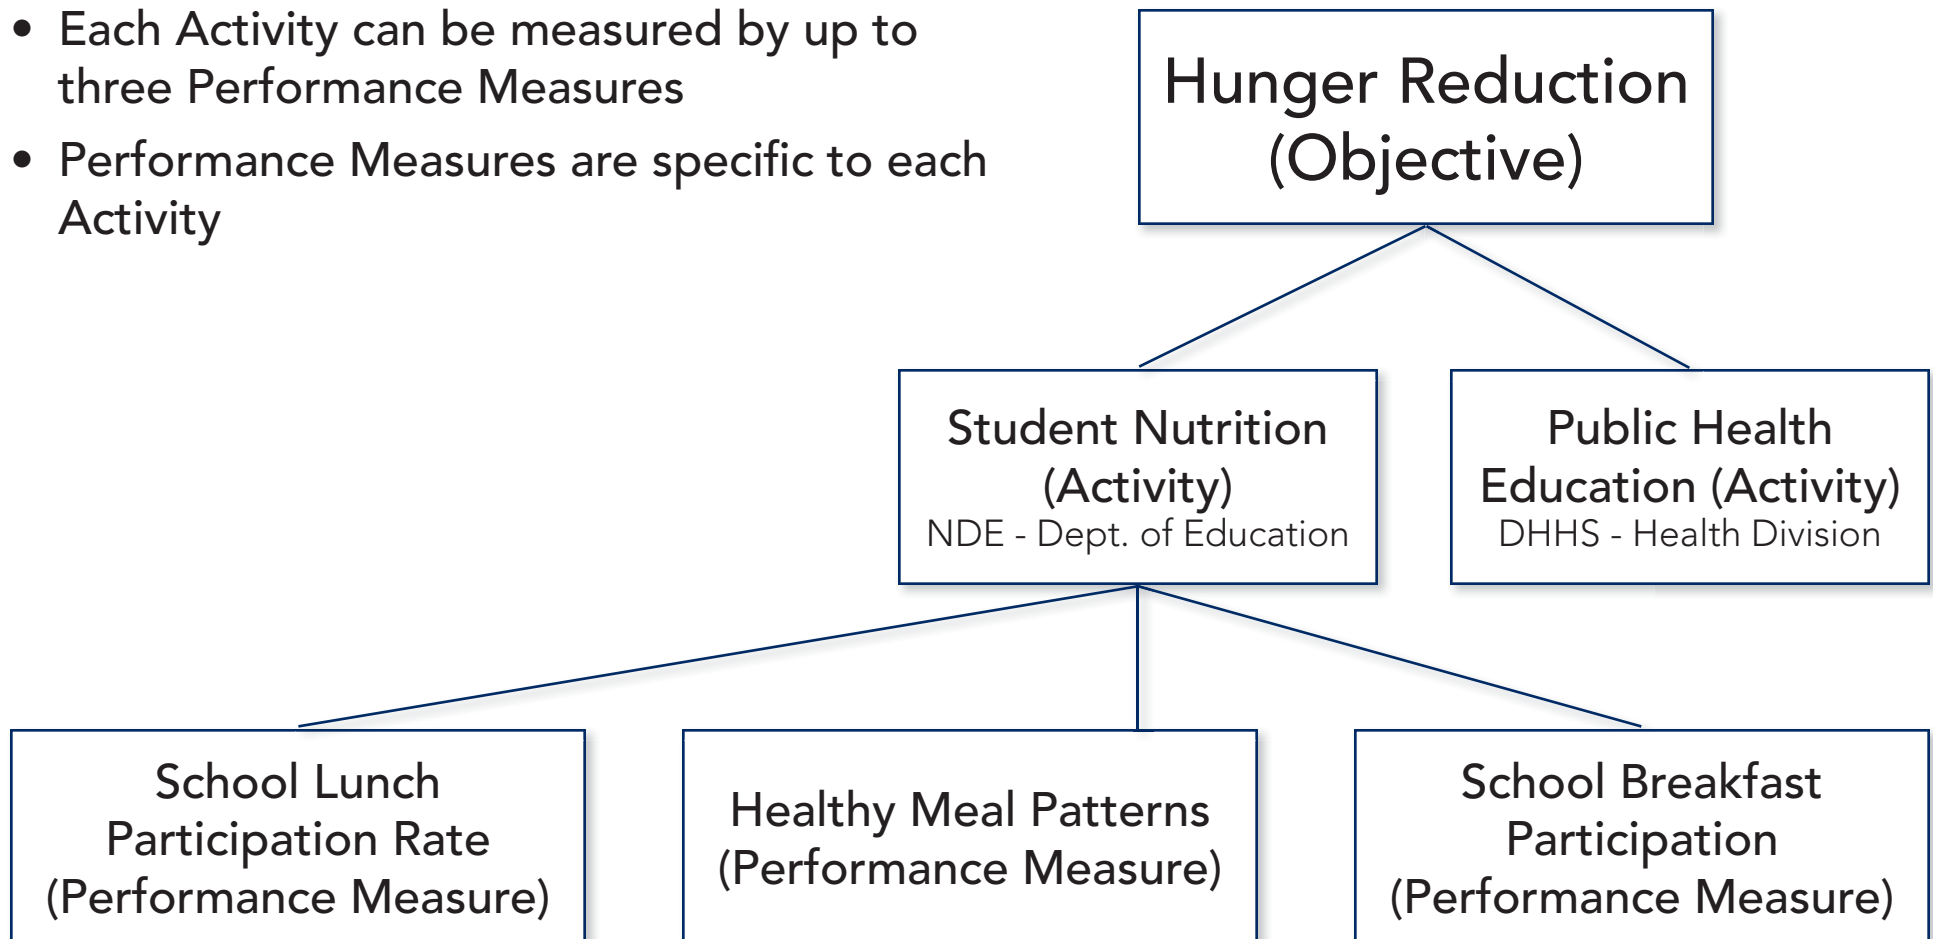 • Each Activity can be measured by up to
three Performance Measures
• Performance Measures are specific to each
Activity
Hunger Reduction
(Objective)
Student Nutrition
(Activity)
NDE - Dept. of Education
Public Health
Education (Activity)
DHHS - Health Division
School Lunch
Participation Rate
(Performance Measure)
Healthy Meal Patterns
(Performance Measure)
School Breakfast
Participation
(Performance Measure)